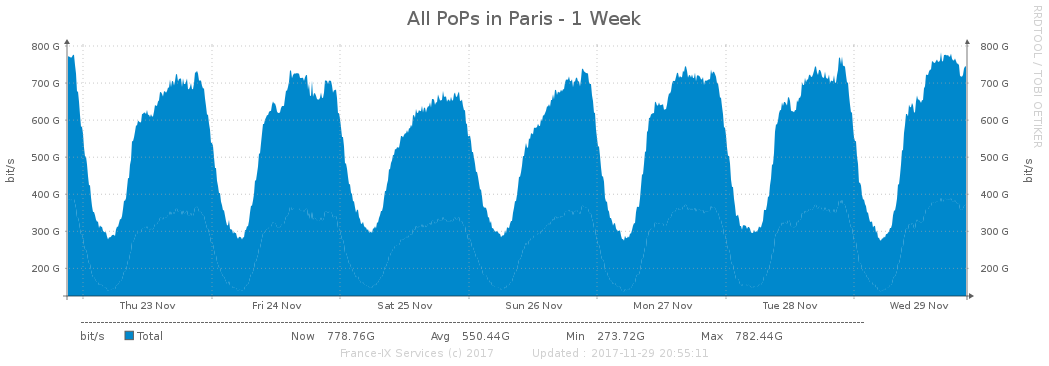 All PoPs in Paris - 1 Week
RRDTOOL / TOBI OETIKER
800 G 800 G
700 G 700 G
600 G 600 G
500 G 500 G
400 G 400 G
300 G 300 G
200 G 200 G
bit/s bit/s
Thu 23 Nov Fri 24 Nov Sat 25 Nov Sun 26 Nov Mon 27 Nov Tue 28 Nov Wed 29 Nov
bit/s Total Now 778.76G Avg 550.44G Min 273.72G Max 782.44G
France-IX Services (c) 2017 Updated : 2017-11-29 20:55:11